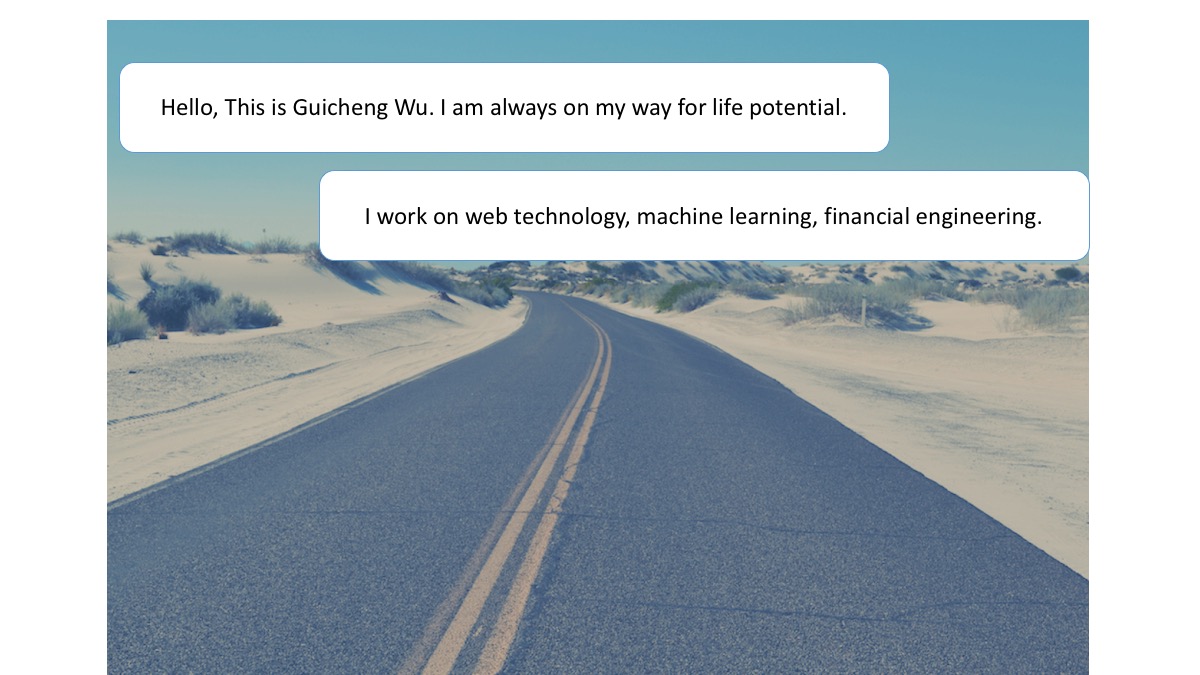 Hello, This is Guicheng Wu. I am always on my way for life potential.
I work on web technology, machine learning, financial engineering.